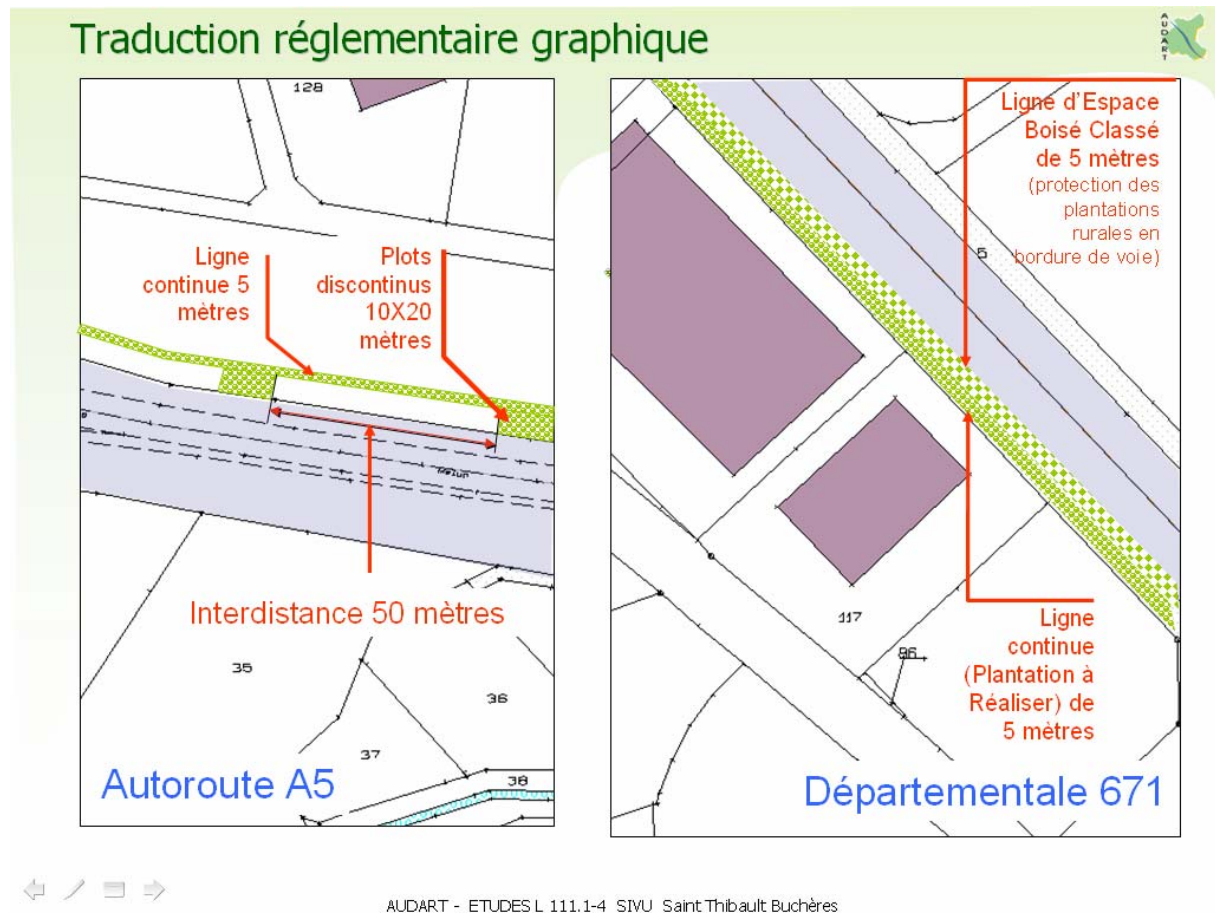 Traduction réglementaire graphique
AUDART
128
Ligne
continue 5
mètres
Plots
discontinus
10X20
mètres
Melun
Interdistance 50 mètres
35
36
37
38
Autoroute A5
Ligne d'Espace
Boisé Classé
de 5 mètres
(protection des
plantations
rurales en
bordure de voie)
5
117
86
Ligne
continue
(Plantation à
Réaliser) de
5 mètres
Départementale 671
AUDART - ETUDES L 111.1-4 SIVU Saint Thibault Buchères